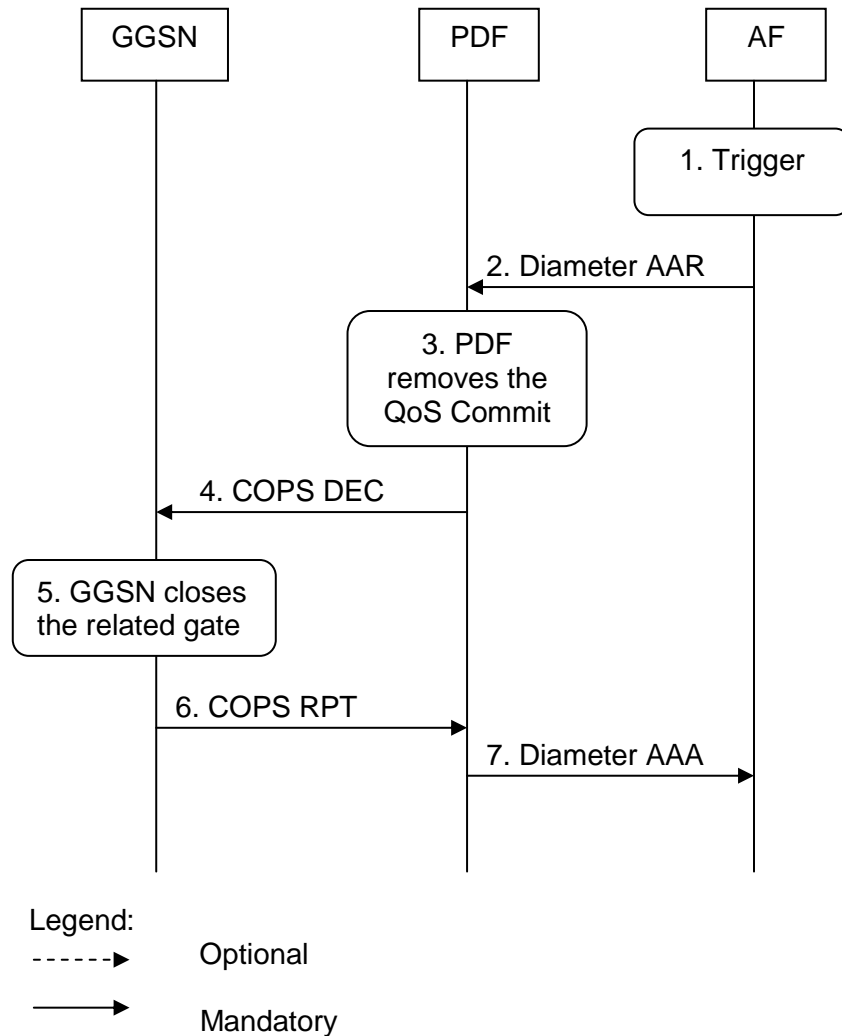 GGSN
PDF
AF
1. Trigger
2. Diameter AAR
3. PDF
removes the
QoS Commit
4. COPS DEC
5. GGSN closes
the related gate
6. COPS RPT
7. Diameter AAA
Legend:
Optional
Mandatory